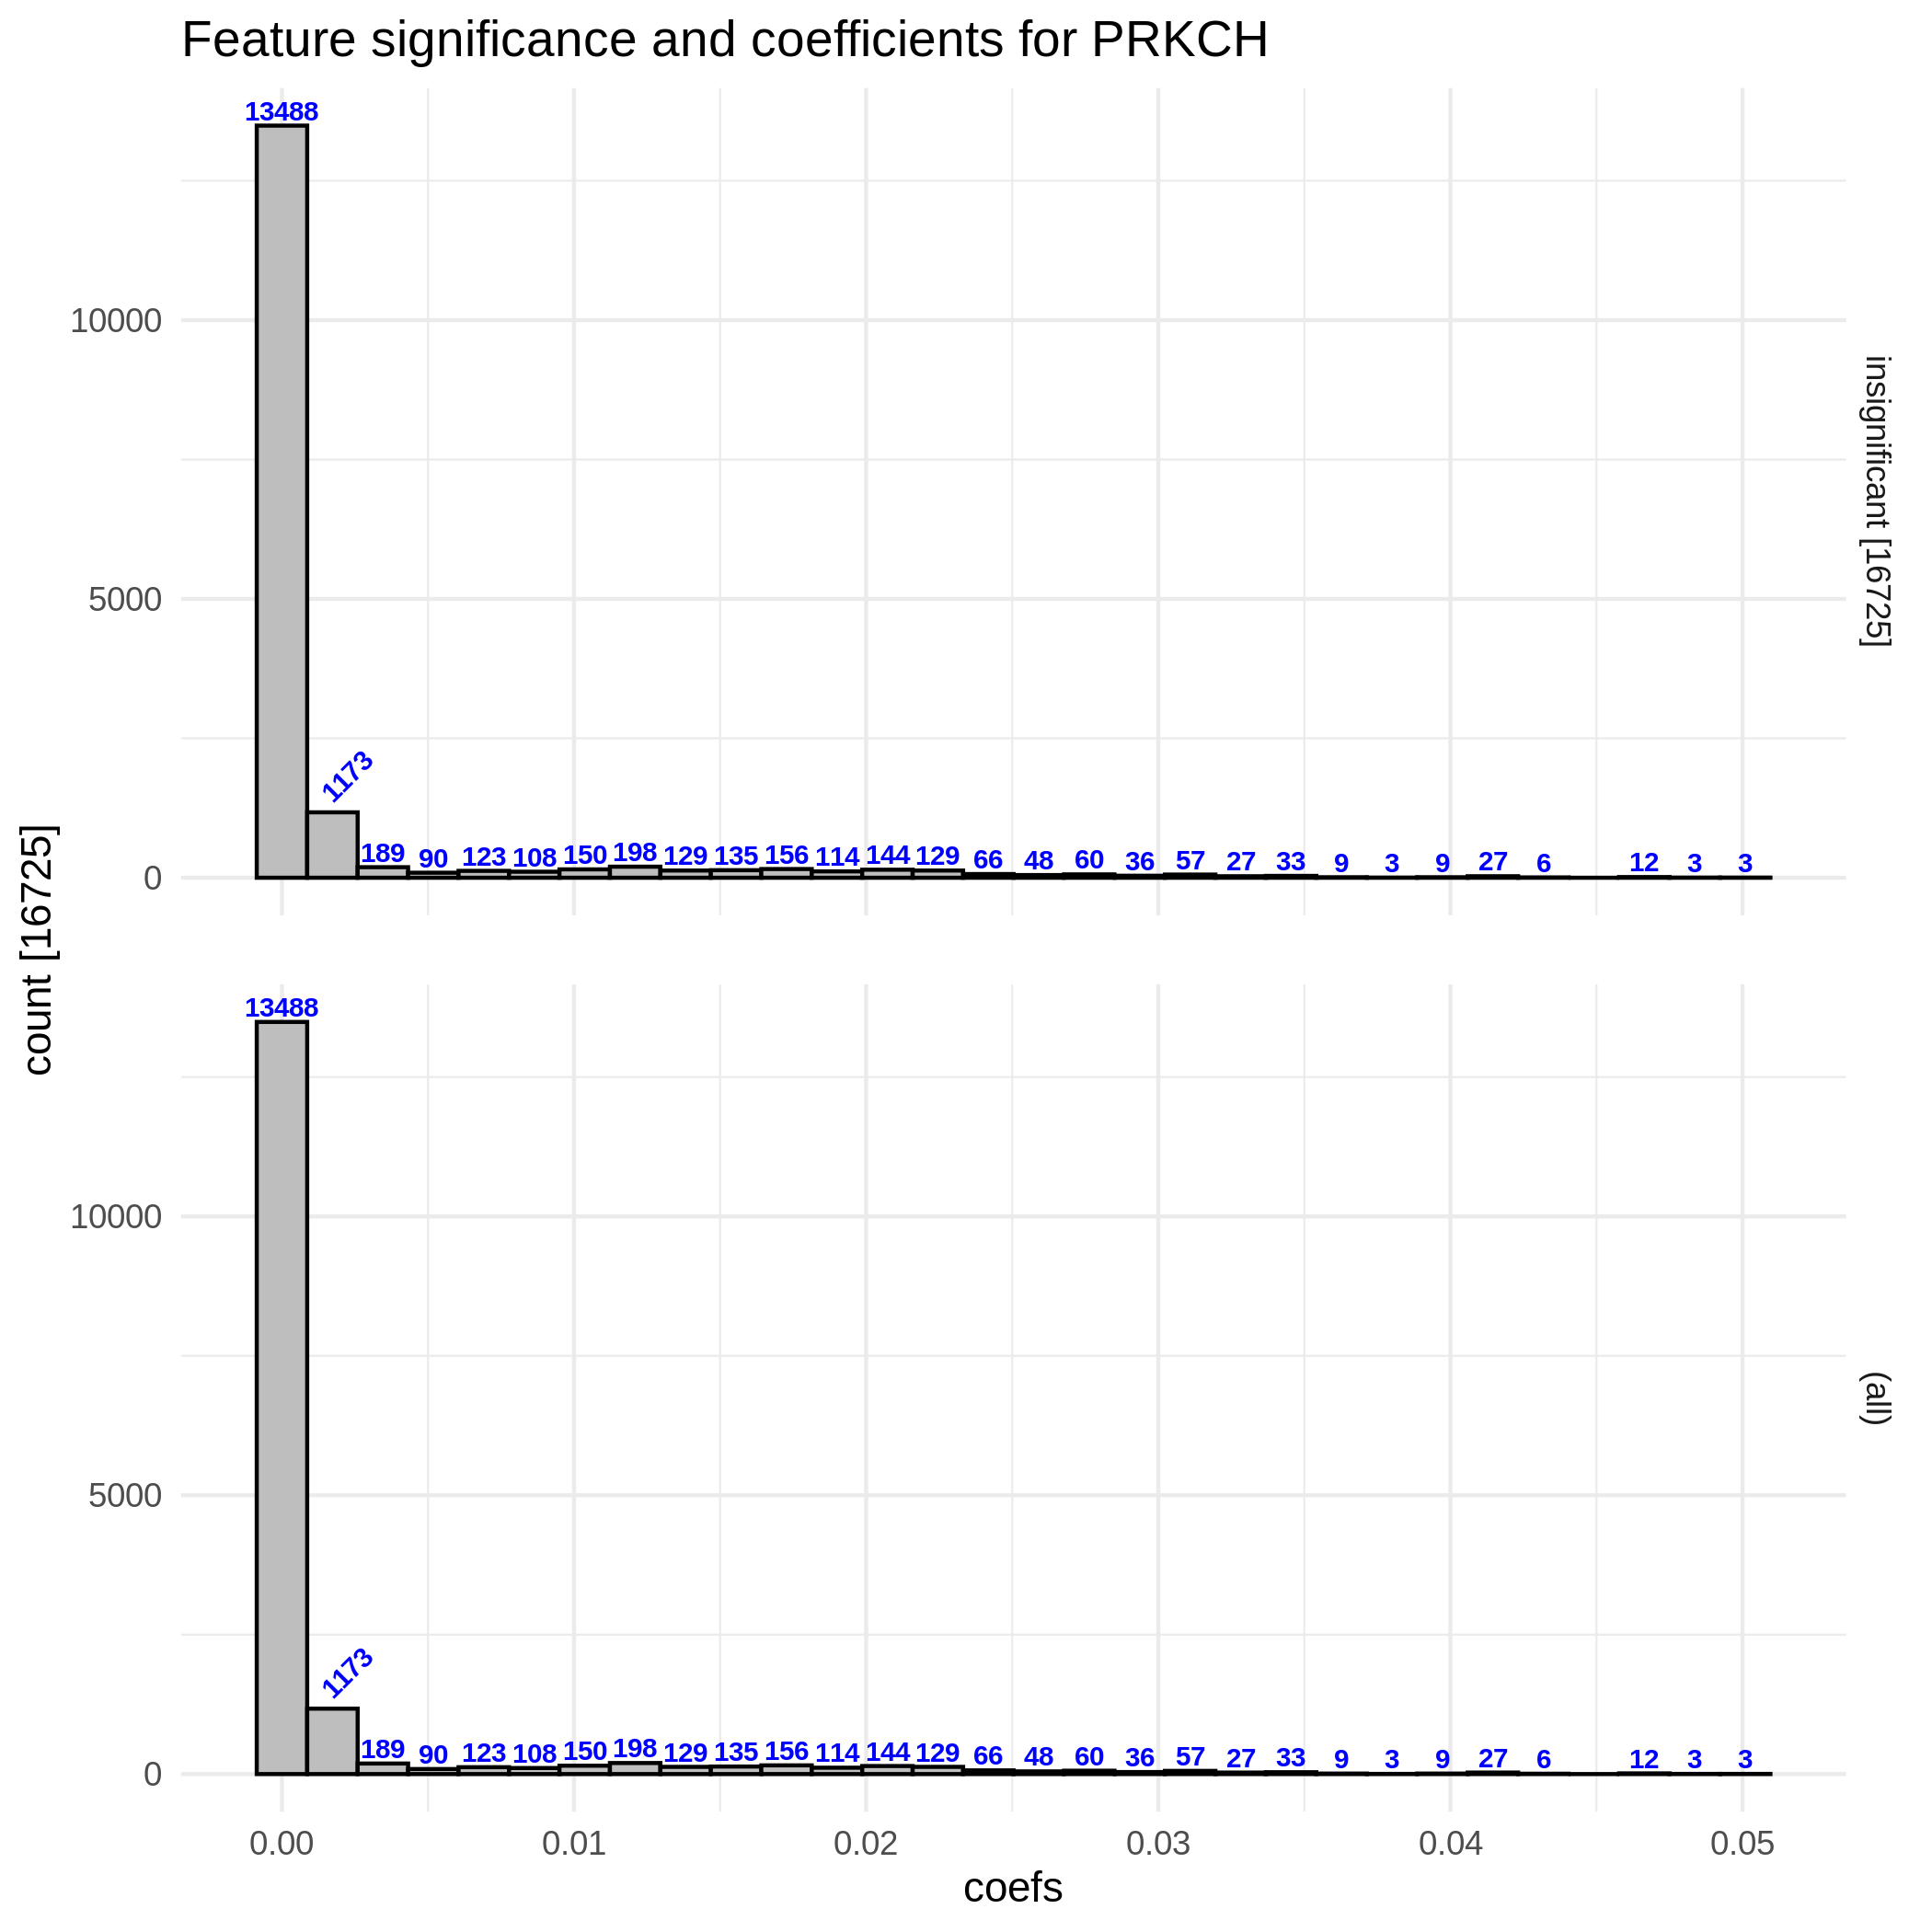 Feature significance and coefficients for PRKCH
13488
10000
5000
1173
189 90 123 108 150 198 129 135 156 114 144 129 66 48 60 36 57 27 33 9 3 9 27 6 12 3 3
0
insignificant [16725]
count [16725]
13488
10000
5000
1173
189 90 123 108 150 198 129 135 156 114 144 129 66 48 60 36 57 27 33 9 3 9 27 6 12 3 3
0
(all)
0.00 0.01 0.02 0.03 0.04 0.05
coefs